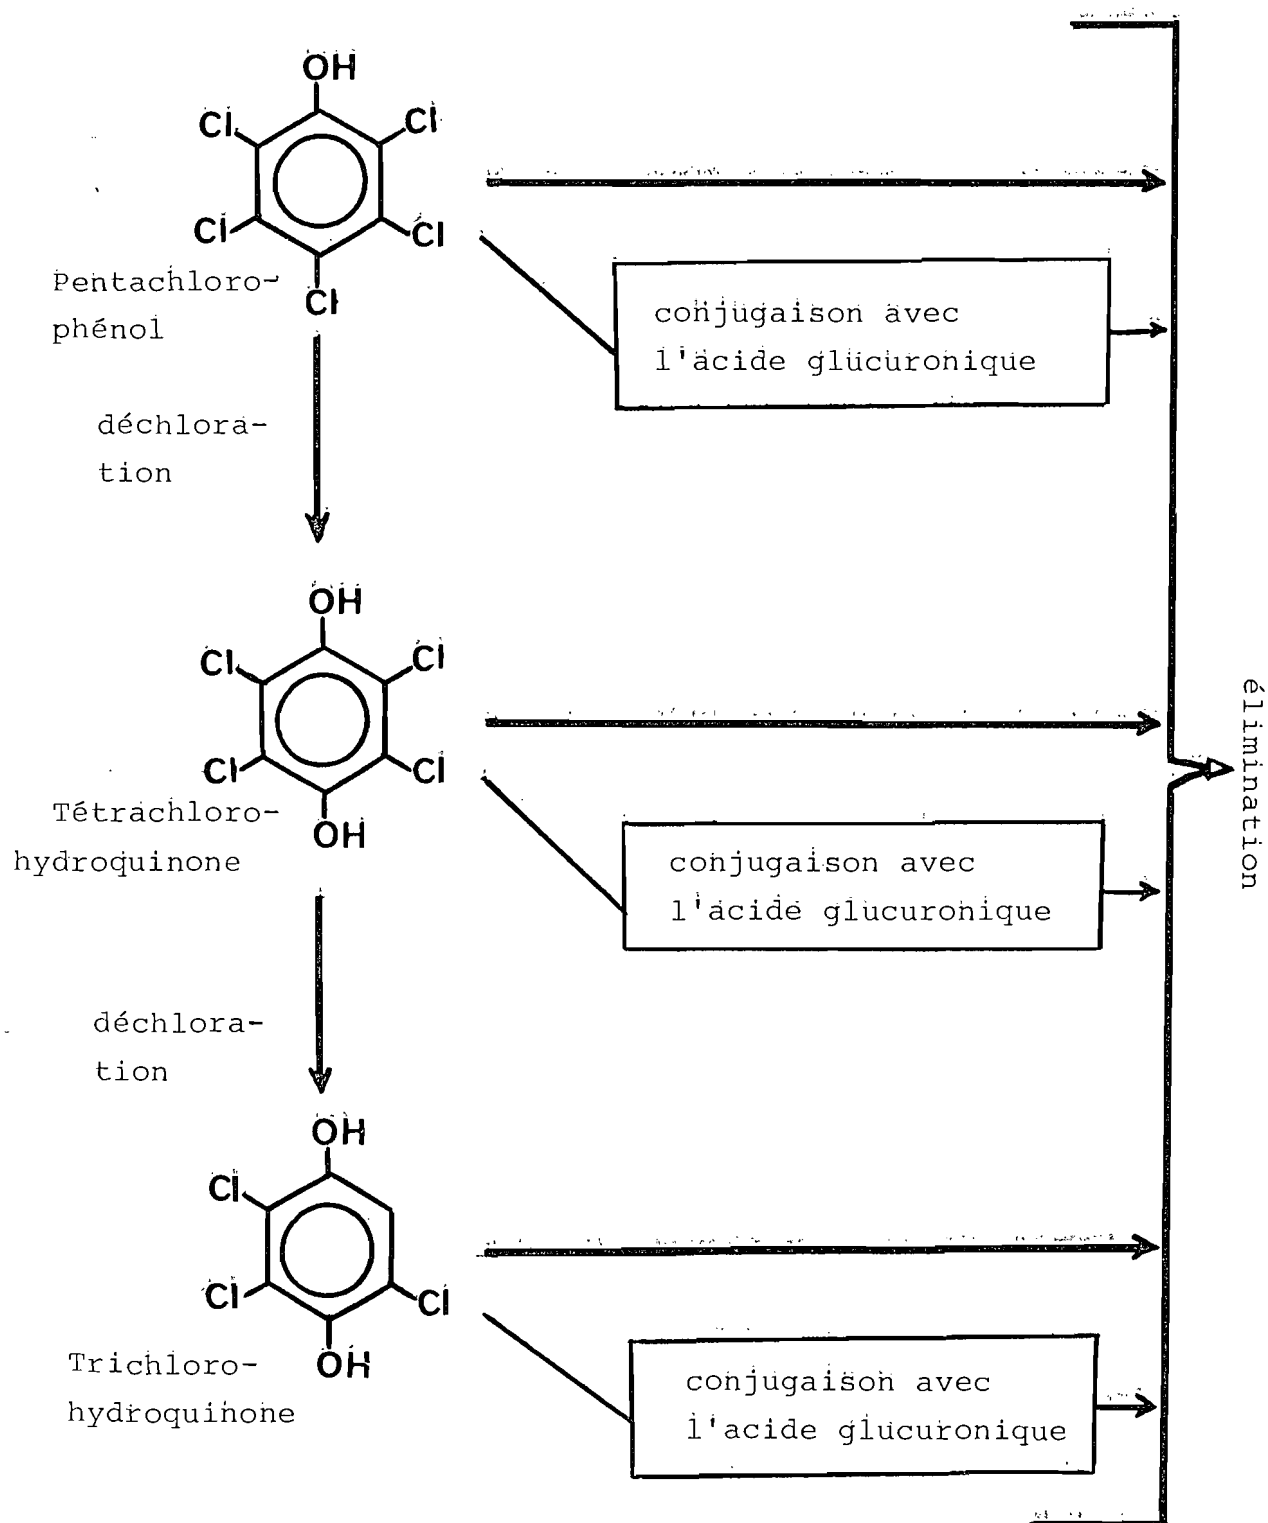 OH
Cl Cl
Cl Cl
Cl
Pentachloro-
phénol
conjugaison avec
l'acide glucuronique
déchlora-
tion
OH
Cl Cl
Cl Cl
OH
Tétrachloro-
hydroquinone
conjugaison avec
l'acide glucuronique
élimination
déchlora-
tion
OH
Cl
Cl Cl
OH
Trichloro-
hydroquinone
conjugaison avec
l'acide glucuronique